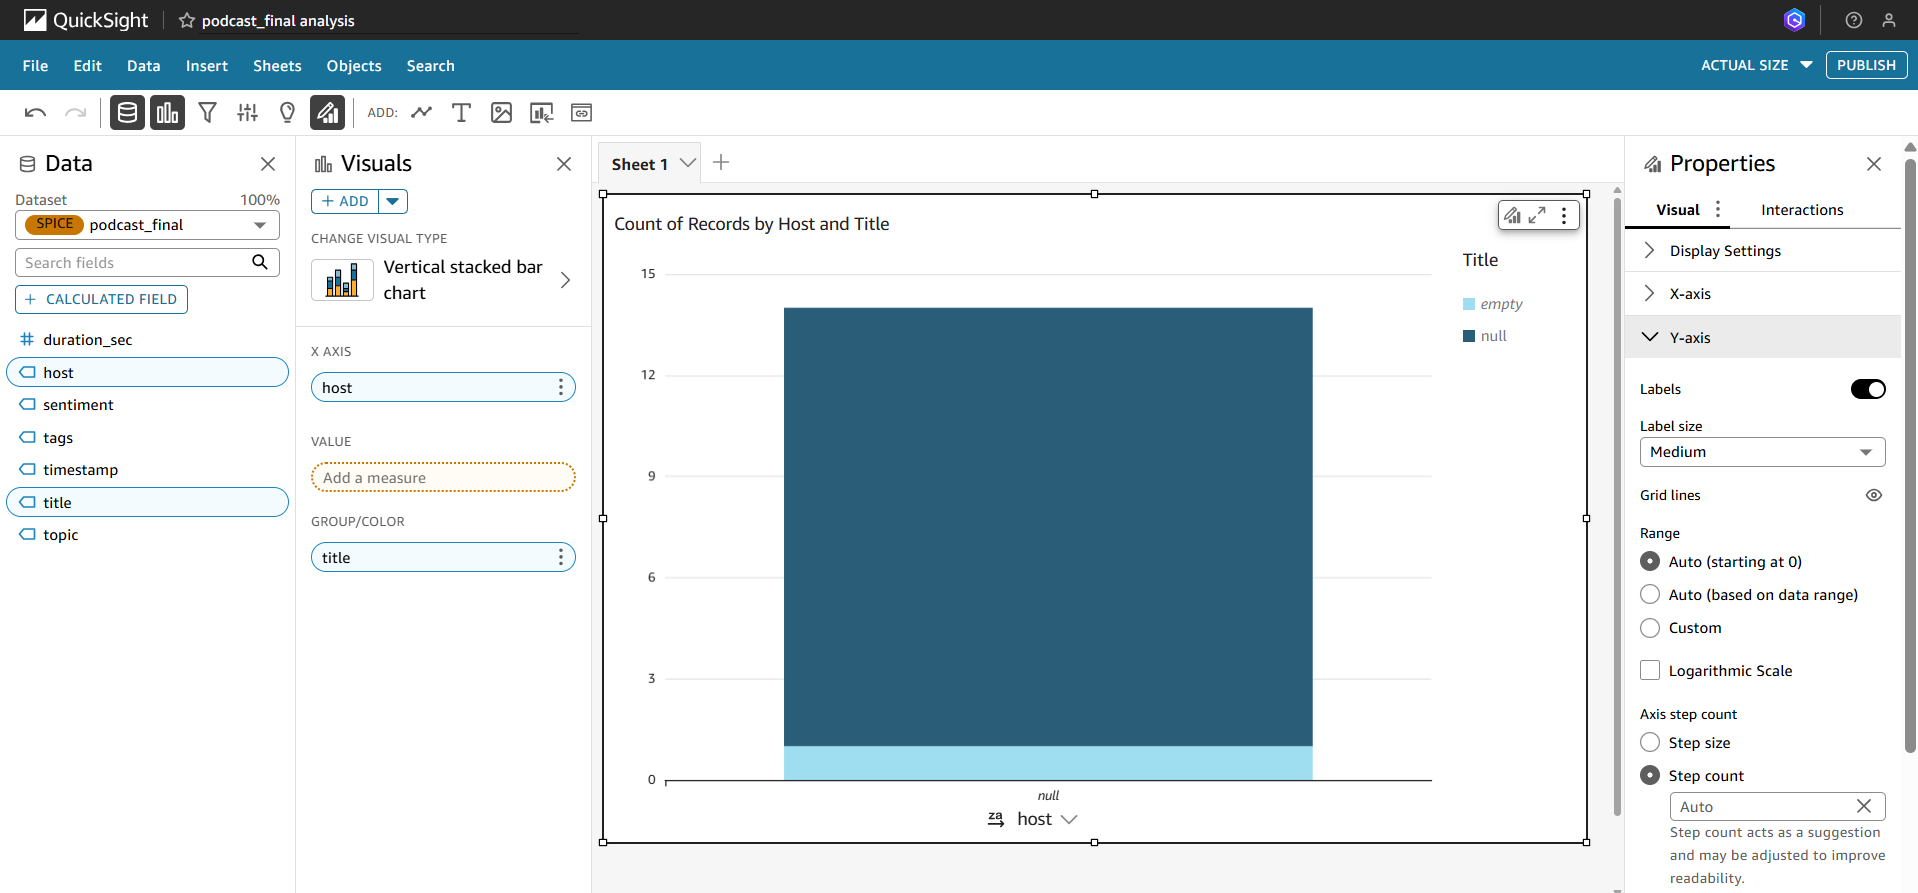 QuickSight
podcast_final analysis
File Edit Data Insert Sheets Objects Search
ACTUAL SIZE
PUBLISH
ADD:
Data
Dataset 100%
SPICE podcast_final
Search fields
+ CALCULATED FIELD
duration_sec
host
sentiment
tags
timestamp
title
topic
Visuals
+ ADD
CHANGE VISUAL TYPE
Vertical stacked bar
chart
X AXIS
host
VALUE
Add a measure
GROUP/COLOR
title
Sheet 1
Count of Records by Host and Title
15
12
9
6
3
0
null
za
host
Title
empty
null
Properties
Visual Interactions
Display Settings
X-axis
Y-axis
Labels
Label size
Medium
Grid lines
Range
Auto (starting at 0)
Auto (based on data range)
Custom
Logarithmic Scale
Axis step count
Step size
Step count
Auto
Step count acts as a suggestion
and may be adjusted to improve
readability.